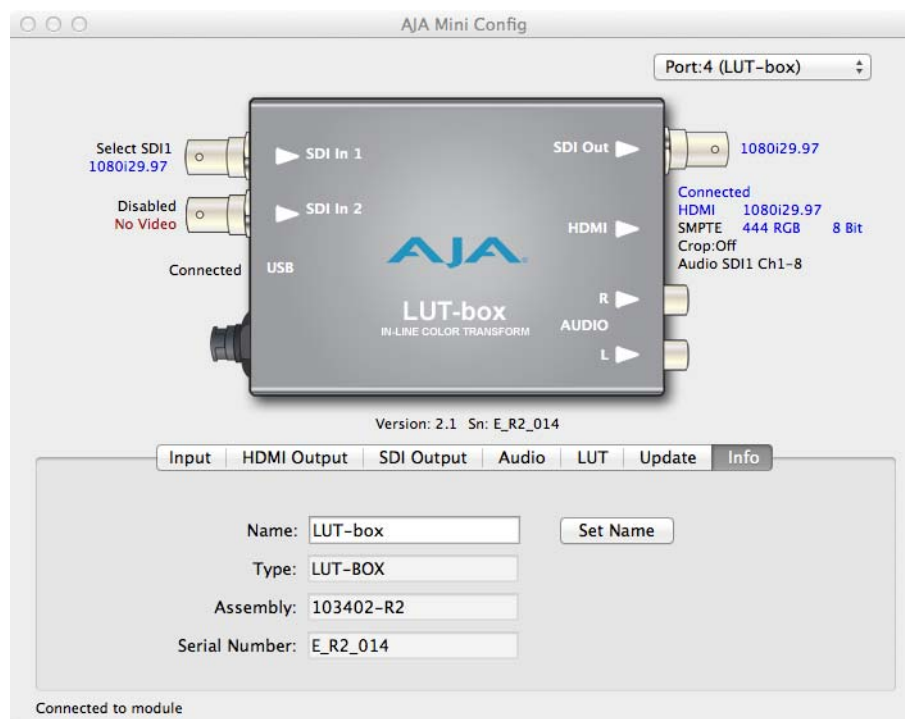 AJA Mini Config
Port:4 (LUT-box)
Select SDI1
1080i29.97
Disabled
No Video
Connected
SDI In 1
SDI In 2
USB
AJA
LUT-box
IN-LINE COLOR TRANSFORM
SDI Out
HDMI
R
AUDIO
L
1080i29.97
Connected
HDMI 1080i29.97
SMPTE 444 RGB 8 Bit
Crop:Off
Audio SDI1 Ch1-8
Version: 2.1 Sn: E_R2_014
Input HDMI Output SDI Output Audio LUT Update Info
Name: LUT-box Set Name
Type: LUT-BOX
Assembly: 103402-R2
Serial Number: E_R2_014
Connected to module